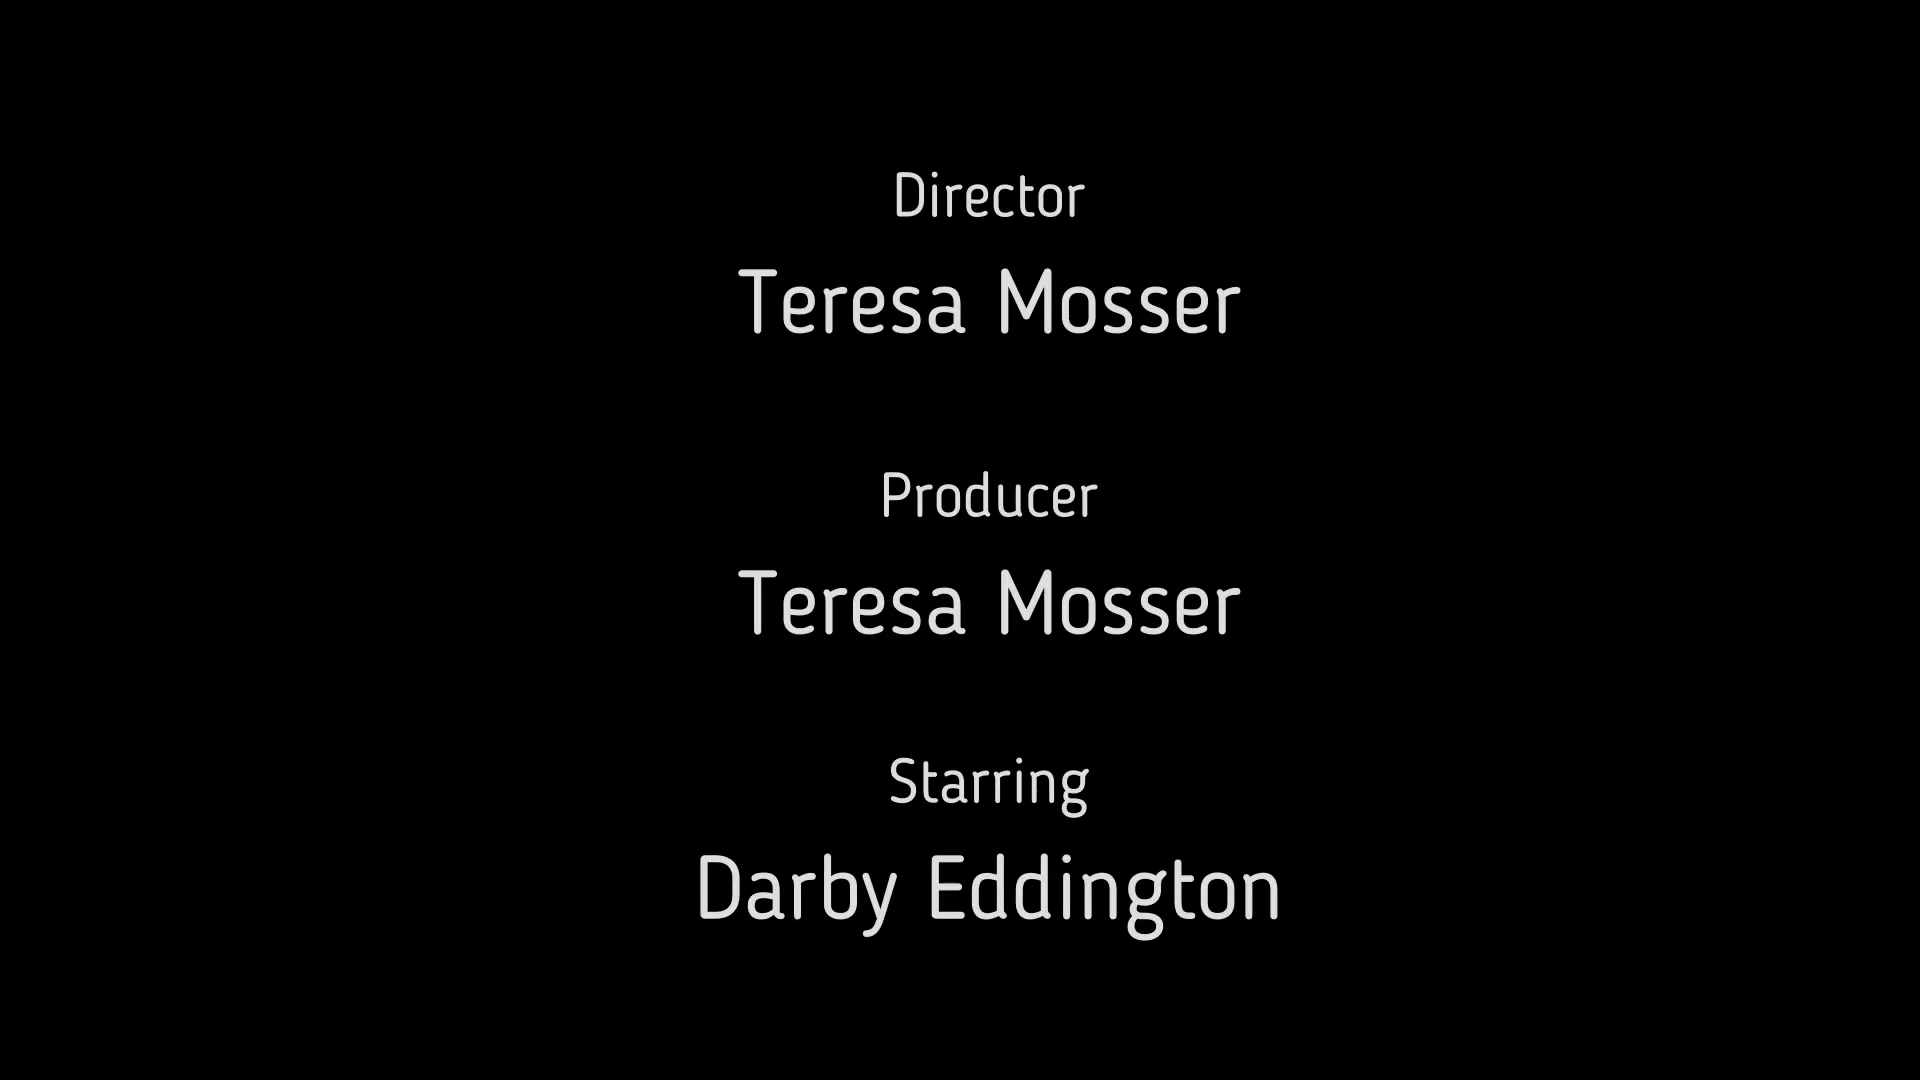 Director
Teresa Mosser
Producer
Teresa Mosser
Starring
Darby Eddington